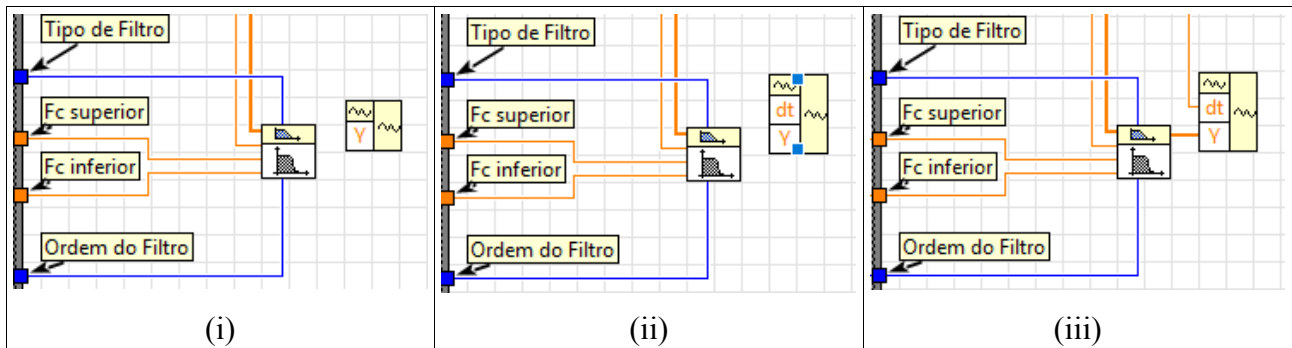 Tipo de Filtro
Fc superior
Fc inferior
Ordem do Filtro
Y
(i)
Tipo de Filtro
Fc superior
Fc inferior
Ordem do Filtro
dt
Y
(ii)
Tipo de Filtro
Fc superior
Fc inferior
Ordem do Filtro
dt
Y
(iii)